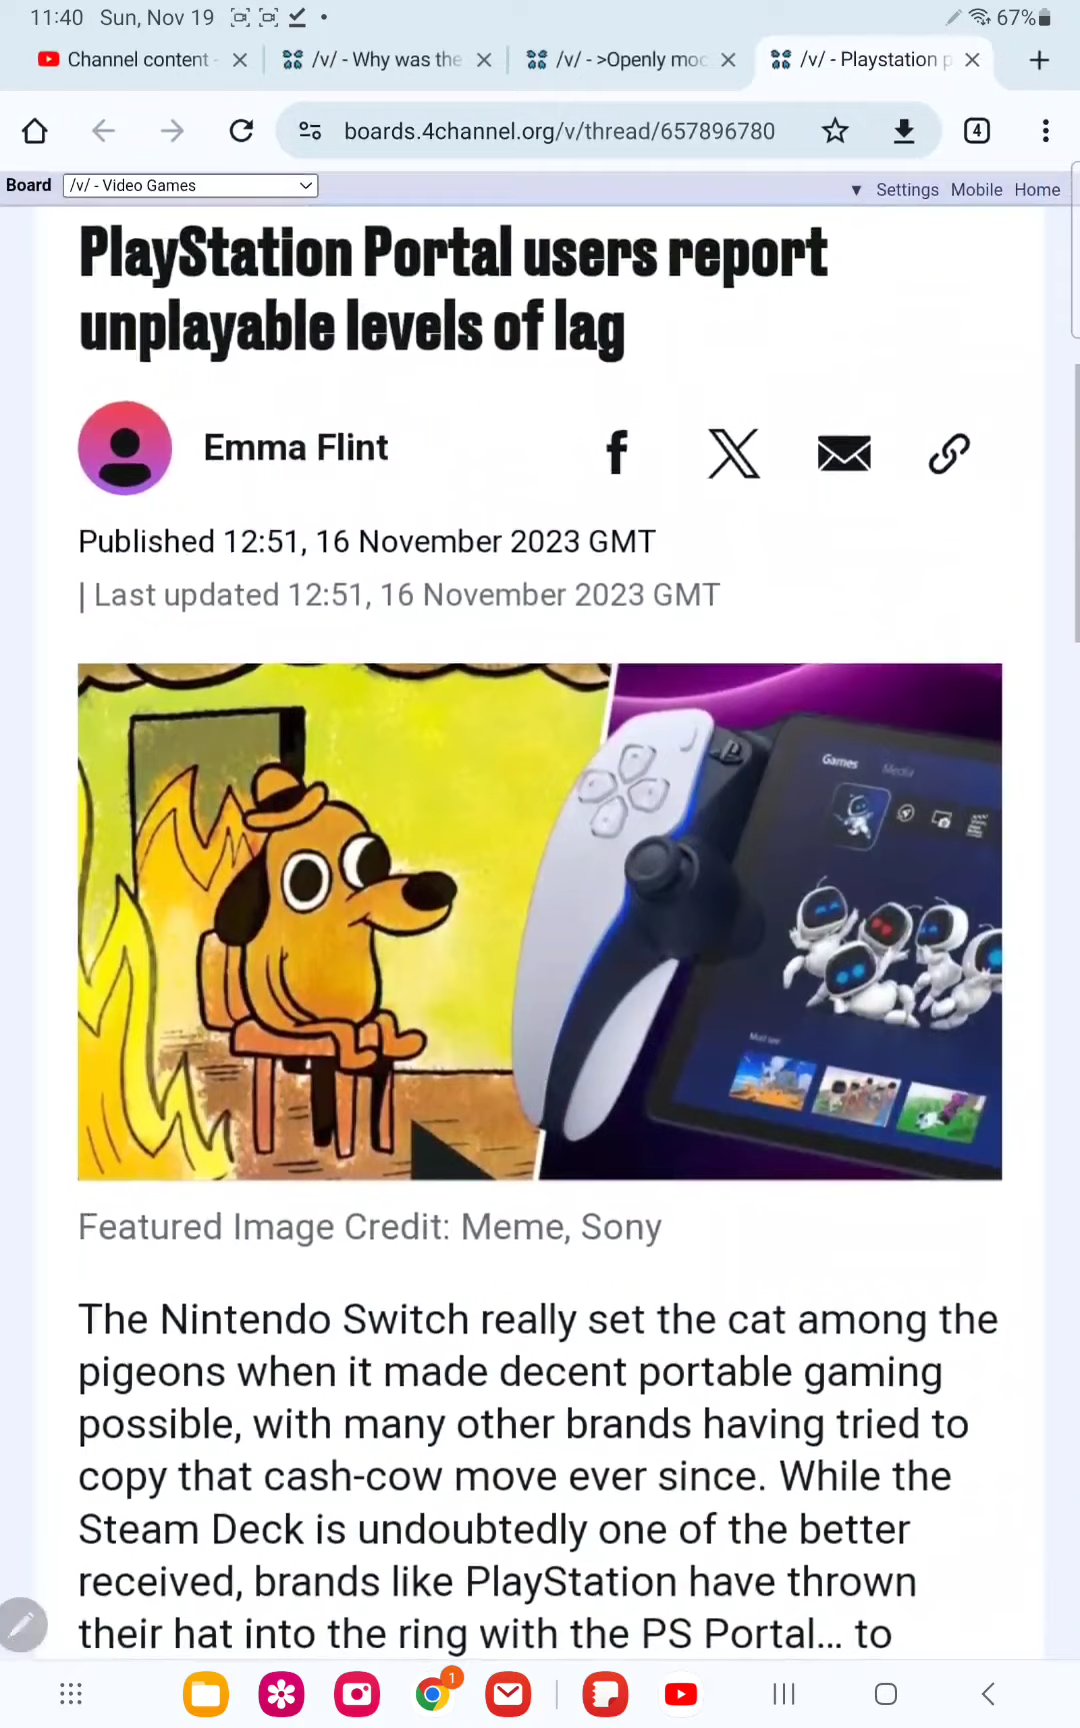 11:40 Sun, Nov 19
67%
Channel content
/v/ - Why was the
/v/ - >Openly moc
/v/ - Playstation p
boards.4channel.org/v/thread/657896780
4
Board /v/ - Video Games
▼ Settings Mobile Home
PlayStation Portal users report
unplayable levels of lag
Emma Flint
Published 12:51, 16 November 2023 GMT
| Last updated 12:51, 16 November 2023 GMT
Games Media
Must see
Featured Image Credit: Meme, Sony
The Nintendo Switch really set the cat among the
pigeons when it made decent portable gaming
possible, with many other brands having tried to
copy that cash-cow move ever since. While the
Steam Deck is undoubtedly one of the better
received, brands like PlayStation have thrown
their hat into the ring with the PS Portal... to
1